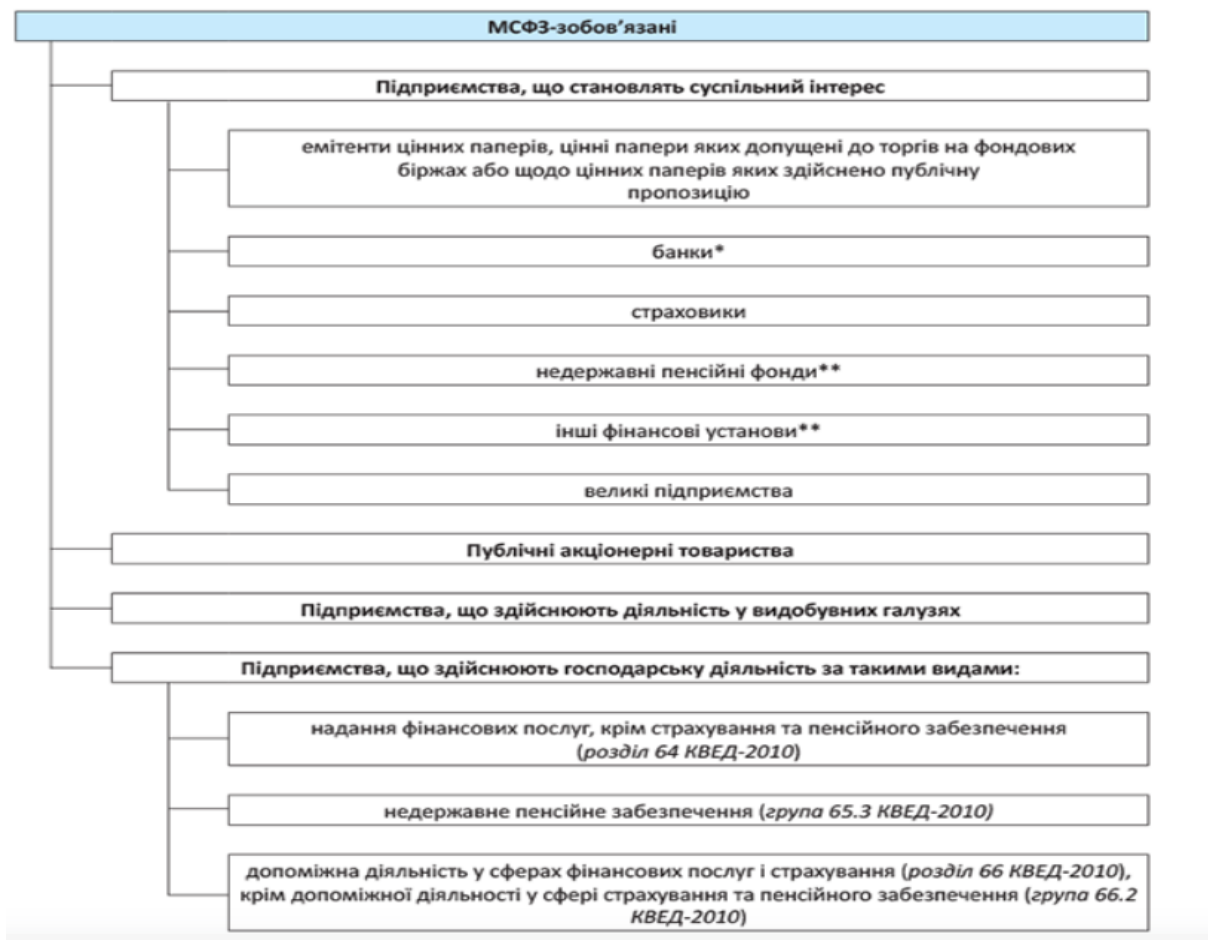 МСФЗ-зобов’язані
Підприємства, що становлять суспільний інтерес
емітенти цінних паперів, цінні папери яких допущені до торгів на фондових
біржах або щодо цінних паперів яких здійснено публічну
пропозицію
банки*
страховики
недержавні пенсійні фонди**
інші фінансові установи**
великі підприємства
Публічні акціонерні товариства
Підприємства, що здійснюють діяльність у видобувних галузях
Підприємства, що здійснюють господарську діяльність за такими видами:
надання фінансових послуг, крім страхування та пенсійного забезпечення
(розділ 64 КВЕД-2010)
недержавне пенсійне забезпечення (група 65.3 КВЕД-2010)
допоміжна діяльність у сферах фінансових послуг і страхування (розділ 66 КВЕД-2010),
крім допоміжної діяльності у сфері страхування та пенсійного забезпечення (група 66.2
КВЕД-2010)